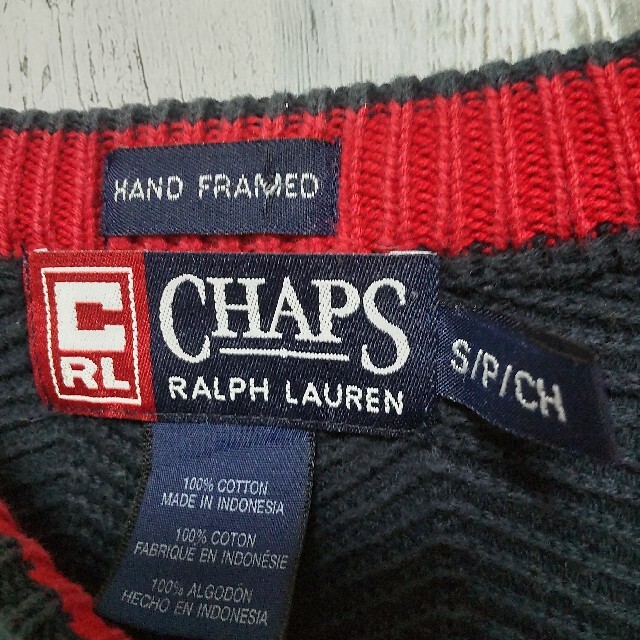 HAND FRAMED
C
RL
CHAPS
RALPH LAUREN
S/P/CH
100% COTTON
MADE IN INDONESIA
100% COTON
FABRIQUÉ EN INDONÉSIE
100% ALGODÓN
HECHO EN INDONESIA